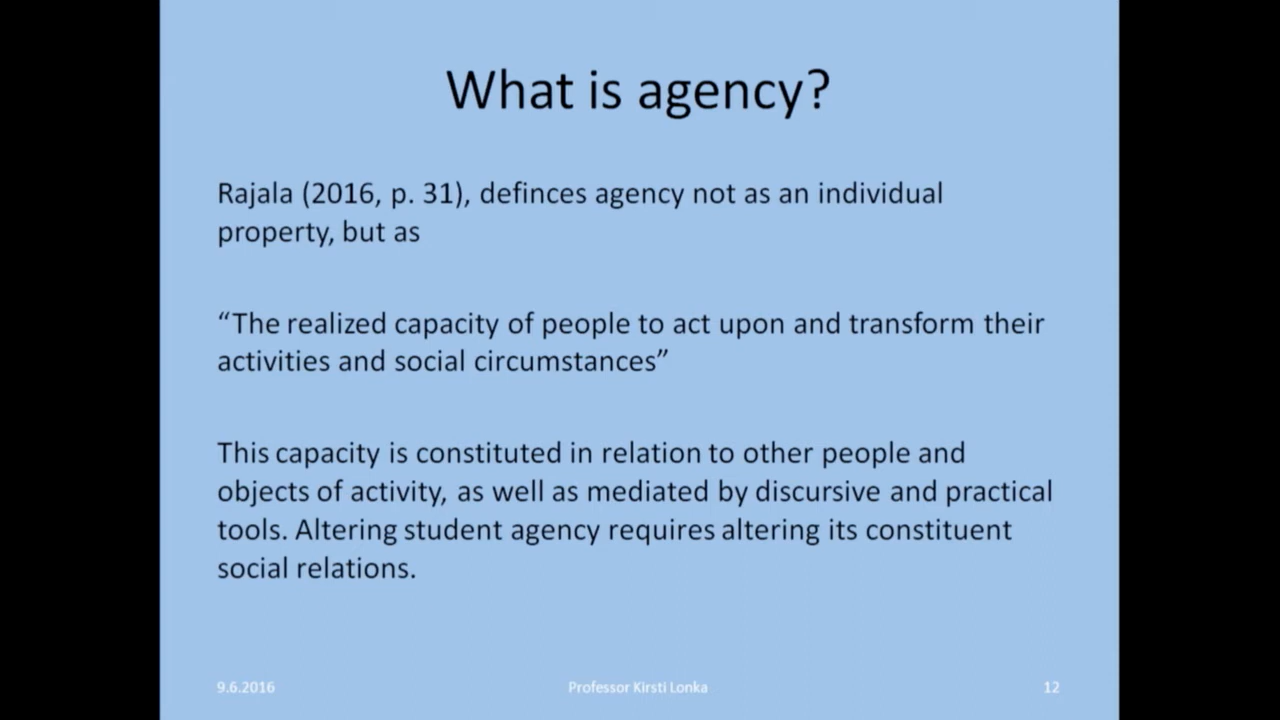 What is agency?
Rajala (2016, p. 31), definces agency not as an individual
property, but as
“The realized capacity of people to act upon and transform their
activities and social circumstances”
This capacity is constituted in relation to other people and
objects of activity, as well as mediated by discursive and practical
tools. Altering student agency requires altering its constituent
social relations.
9.6.2016
Professor Kirsti Lonka
12